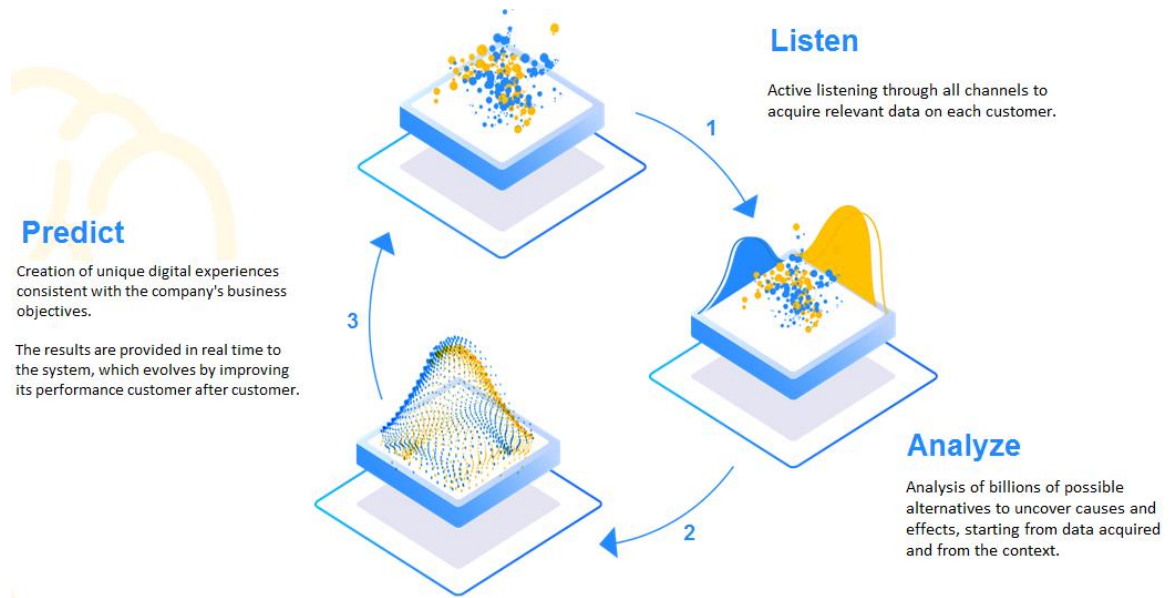 Listen
Active listening through all channels to
acquire relevant data on each customer.
1
Predict
Creation of unique digital experiences
consistent with the company's business
objectives.
The results are provided in real time to
the system, which evolves by improving
its performance customer after customer.
3
Analyze
Analysis of billions of possible
alternatives to uncover causes and
effects, starting from data acquired
and from the context.
2